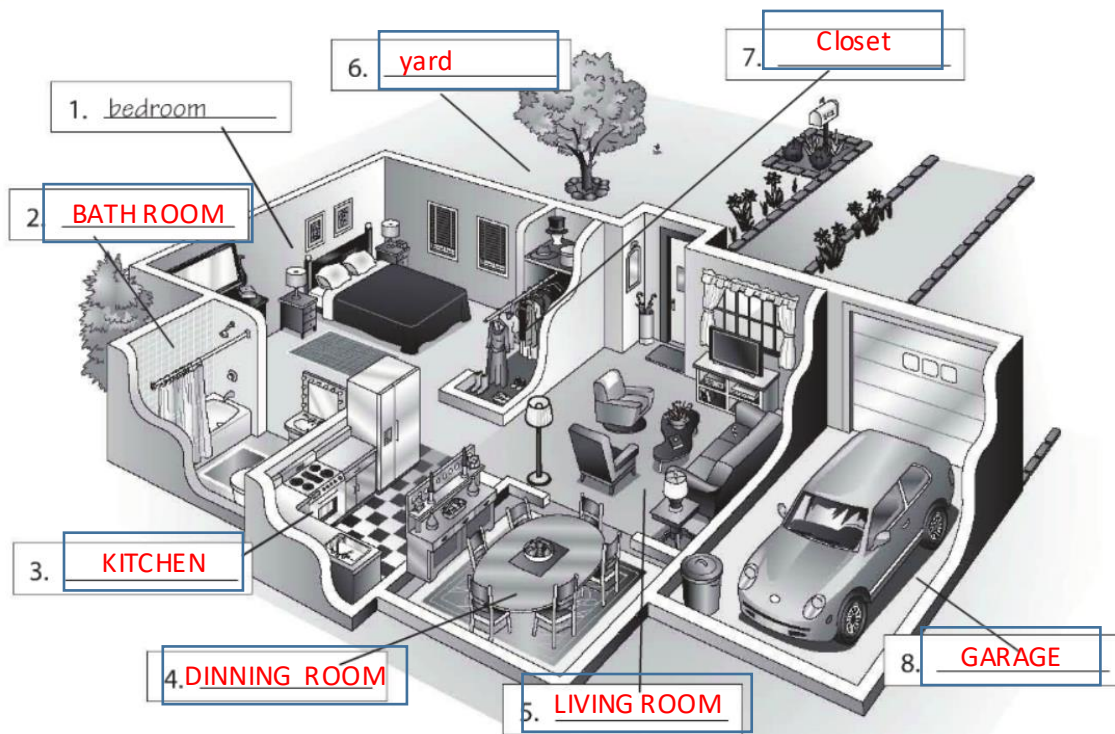 1. bedroom
2. BATH ROOM
3. KITCHEN
4. DINNING ROOM
5. LIVING ROOM
6. yard
7. Closet
8. GARAGE